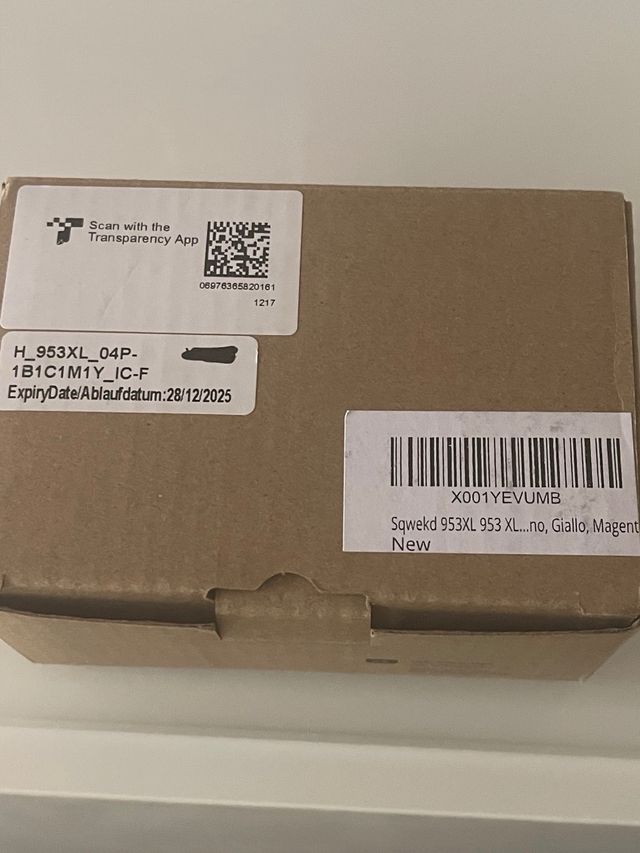 Scan with the
Transparency App
06976365820161
1217
H_953XL_04P-
1B1C1M1Y_IC-F
ExpiryDate/Ablaufdatum:28/12/2025
X001YEVUMB
Sqwekd 953XL 953 XL...no, Giallo, Magent
New